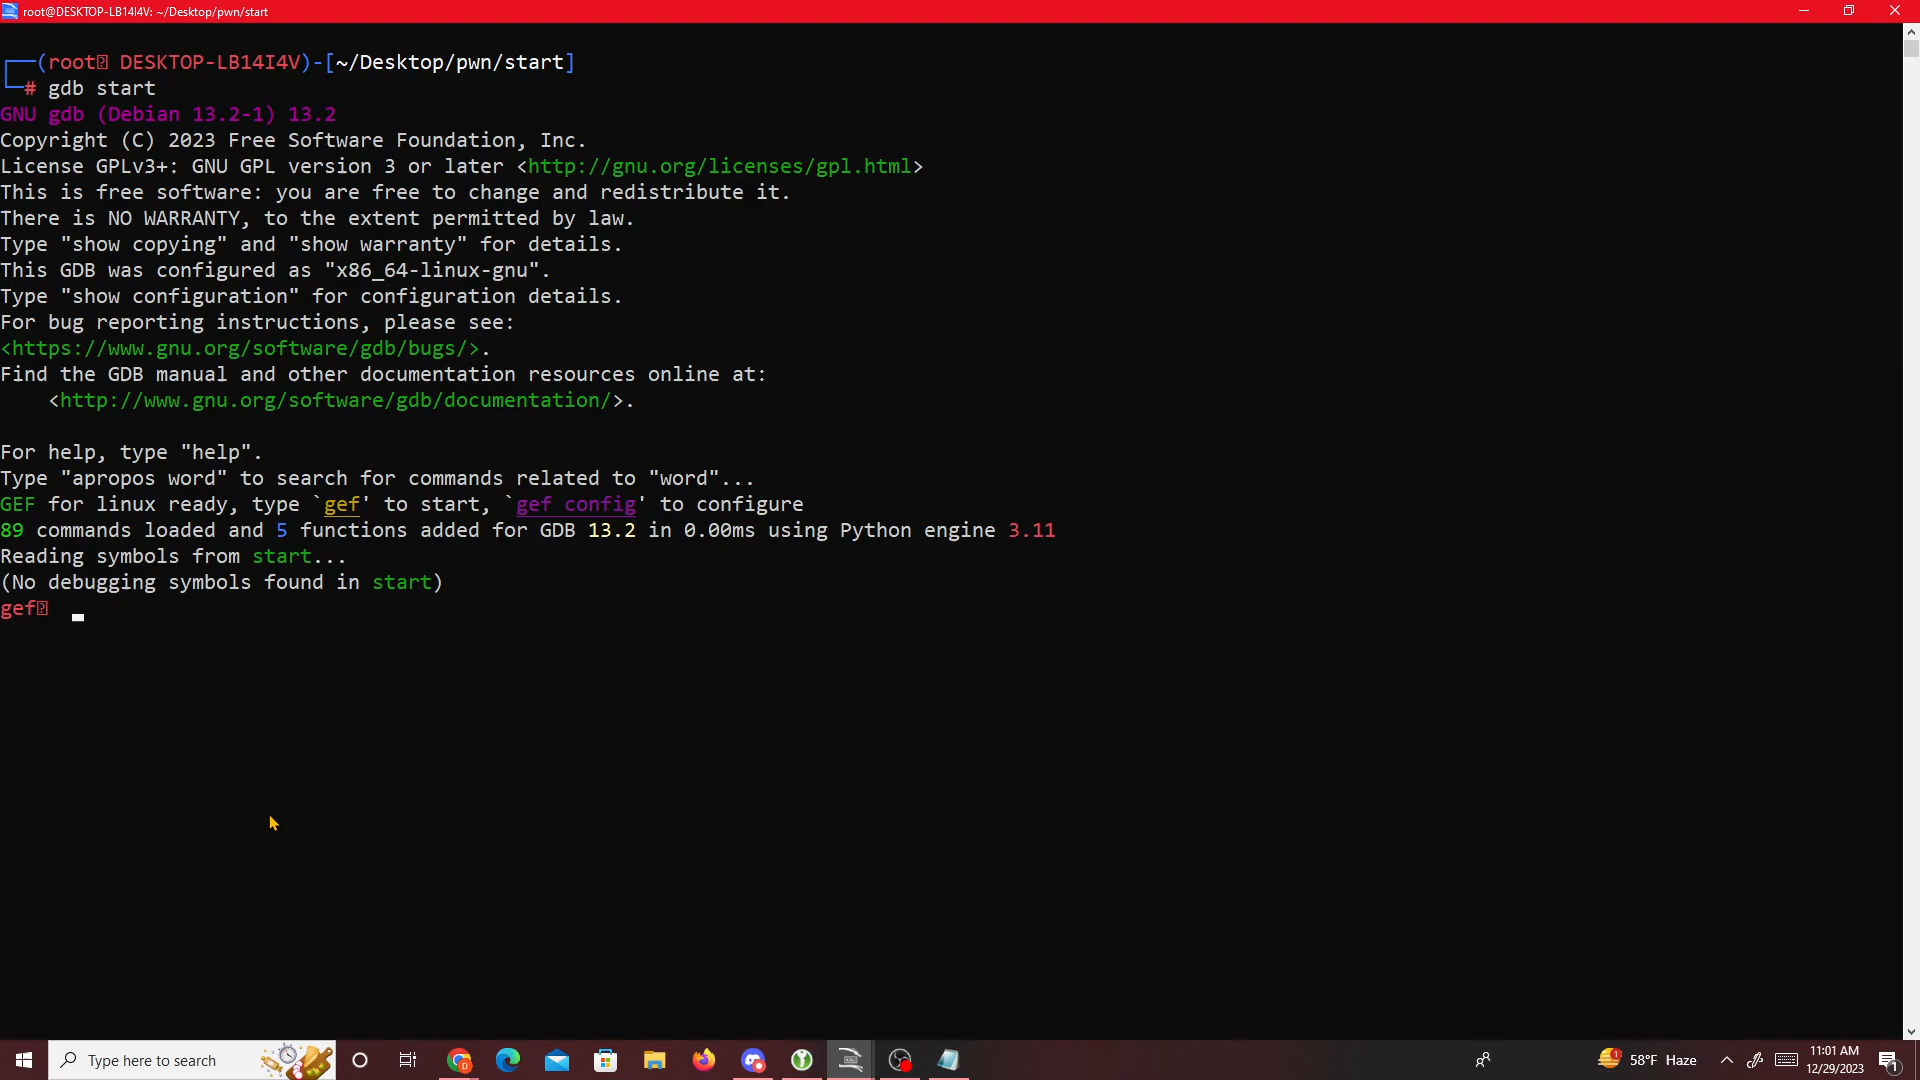 root@DESKTOP-LB14I4V: ~/Desktop/pwn/start
┌──(root⍰ DESKTOP-LB14I4V)-[~/Desktop/pwn/start]
└─# gdb start
GNU gdb (Debian 13.2-1) 13.2
Copyright (C) 2023 Free Software Foundation, Inc.
License GPLv3+: GNU GPL version 3 or later <http://gnu.org/licenses/gpl.html>
This is free software: you are free to change and redistribute it.
There is NO WARRANTY, to the extent permitted by law.
Type "show copying" and "show warranty" for details.
This GDB was configured as "x86_64-linux-gnu".
Type "show configuration" for configuration details.
For bug reporting instructions, please see:
<https://www.gnu.org/software/gdb/bugs/>.
Find the GDB manual and other documentation resources online at:
    <http://www.gnu.org/software/gdb/documentation/>.
For help, type "help".
Type "apropos word" to search for commands related to "word"...
GEF for linux ready, type `gef' to start, `gef config' to configure
89 commands loaded and 5 functions added for GDB 13.2 in 0.00ms using Python engine 3.11
Reading symbols from start...
(No debugging symbols found in start)
gef⍰
Type here to search
58°F Haze
11:01 AM
12/29/2023